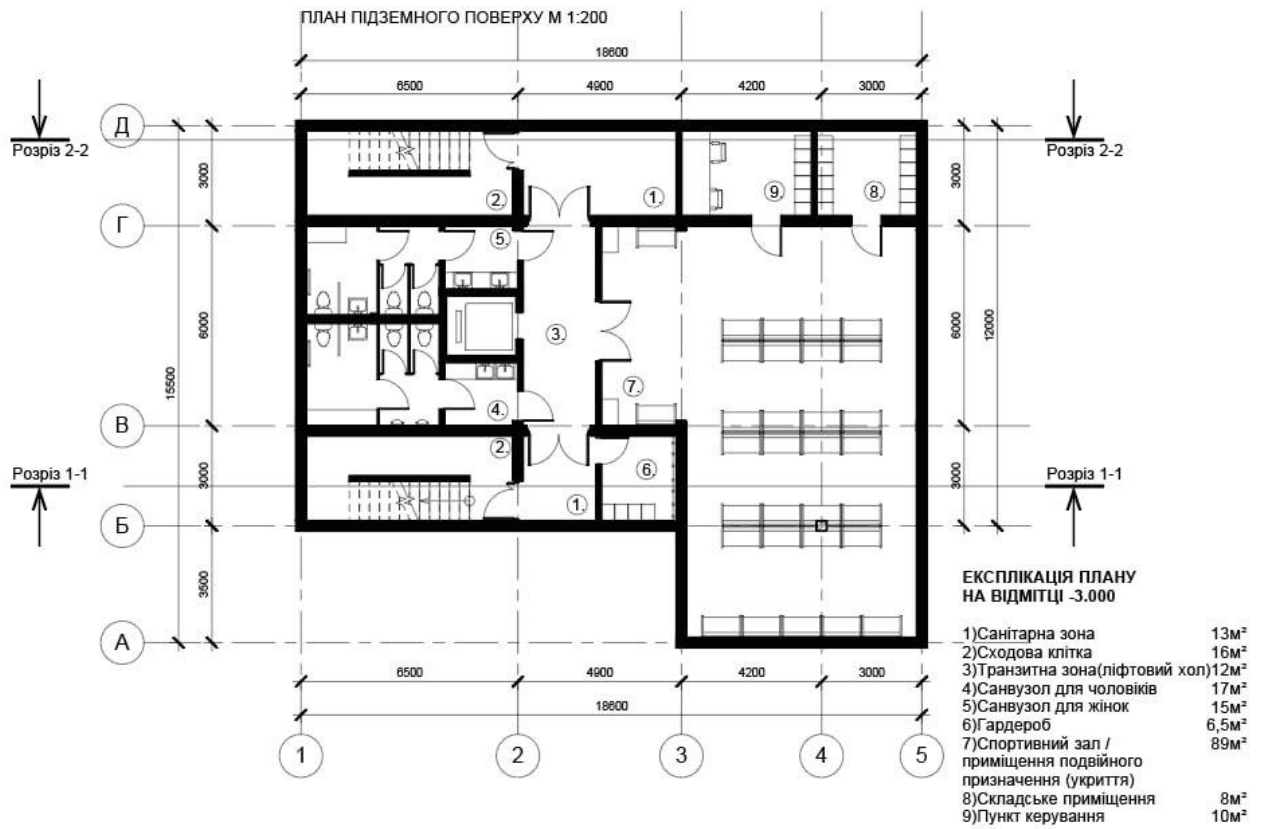 ПЛАН ПІДЗЕМНОГО ПОВЕРХУ М 1:200
18600
6500 4900 4200 3000
Д
Розріз 2-2
Розріз 2-2
3000
3000
2. 1. 9. 8.
Г
5.
6000
6000
12000
3.
15500
7.
4.
В
2.
6.
Розріз 1-1
Розріз 1-1
3000
3000
1.
Б
3500
А
6500 4900 4200 3000
18600
1 2 3 4 5
ЕКСПЛІКАЦІЯ ПЛАНУ
НА ВІДМІТЦІ -3.000
1)Санітарна зона 13м²
2)Сходова клітка 16м²
3)Транзитна зона(ліфтовий хол)12м²
4)Санвузол для чоловіків 17м²
5)Санвузол для жінок 15м²
6)Гардероб 6,5м²
7)Спортивний зал / 89м²
приміщення подвійного
призначення (укриття)
8)Складське приміщення 8м²
9)Пункт керування 10м²